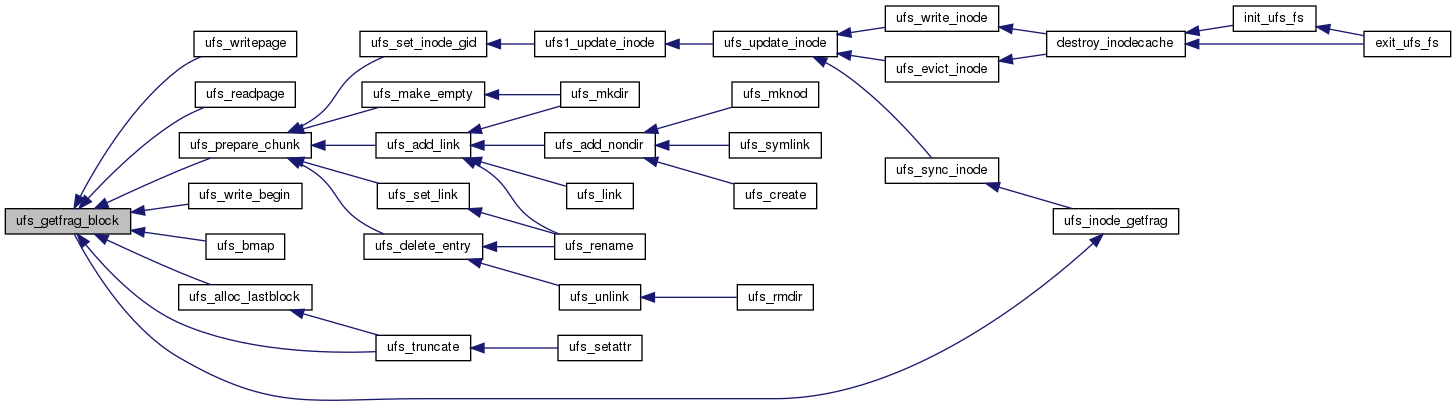 ufs_getfrag_block
ufs_writepage
ufs_readpage
ufs_prepare_chunk
ufs_write_begin
ufs_bmap
ufs_alloc_lastblock
ufs_set_inode_gid
ufs_make_empty
ufs_add_link
ufs_set_link
ufs_delete_entry
ufs_truncate
ufs1_update_inode
ufs_mkdir
ufs_add_nondir
ufs_link
ufs_rename
ufs_unlink
ufs_setattr
ufs_update_inode
ufs_mknod
ufs_symlink
ufs_create
ufs_rmdir
ufs_write_inode
ufs_evict_inode
ufs_sync_inode
destroy_inodecache
ufs_inode_getfrag
init_ufs_fs
exit_ufs_fs